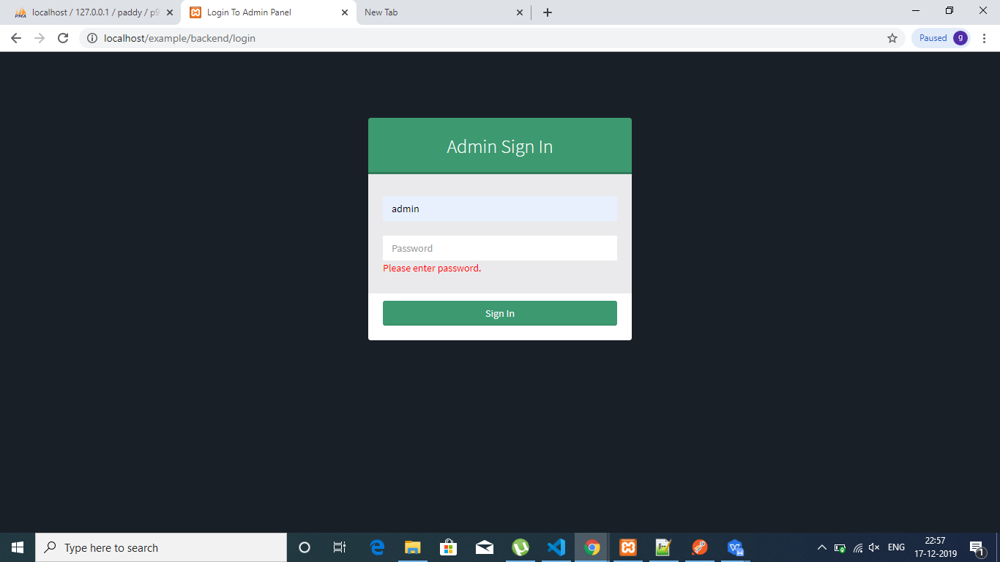 localhost / 127.0.0.1 / paddy / p9
Login To Admin Panel
New Tab
localhost/example/backend/login
Paused
g
Admin Sign In
admin
Password
Please enter password.
Sign In
Type here to search
ENG
22:57
17-12-2019
1